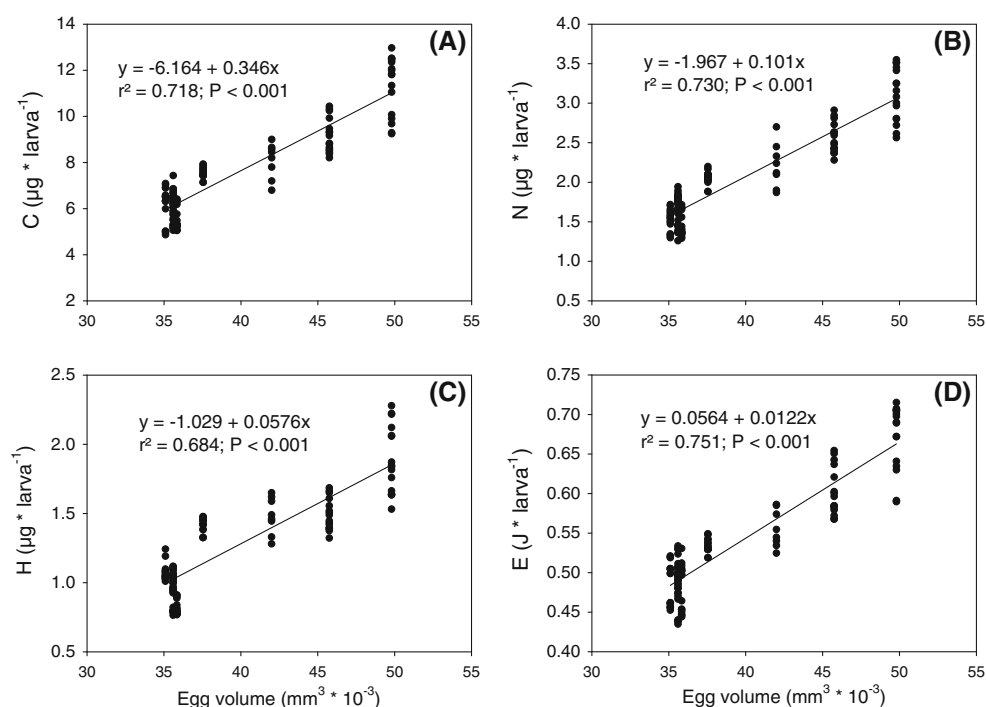 (A)
y = -6.164 + 0.346x
r² = 0.718; P < 0.001
C (µg * larva⁻¹)
14
12
10
8
6
4
2
30 35 40 45 50 55
(B)
y = -1.967 + 0.101x
r² = 0.730; P < 0.001
N (µg * larva⁻¹)
4.0
3.5
3.0
2.5
2.0
1.5
1.0
0.5
30 35 40 45 50 55
(C)
y = -1.029 + 0.0576x
r² = 0.684; P < 0.001
H (µg * larva⁻¹)
2.5
2.0
1.5
1.0
0.5
30 35 40 45 50 55
Egg volume (mm³ * 10⁻³)
(D)
y = 0.0564 + 0.0122x
r² = 0.751; P < 0.001
E (J * larva⁻¹)
0.75
0.70
0.65
0.60
0.55
0.50
0.45
0.40
30 35 40 45 50 55
Egg volume (mm³ * 10⁻³)